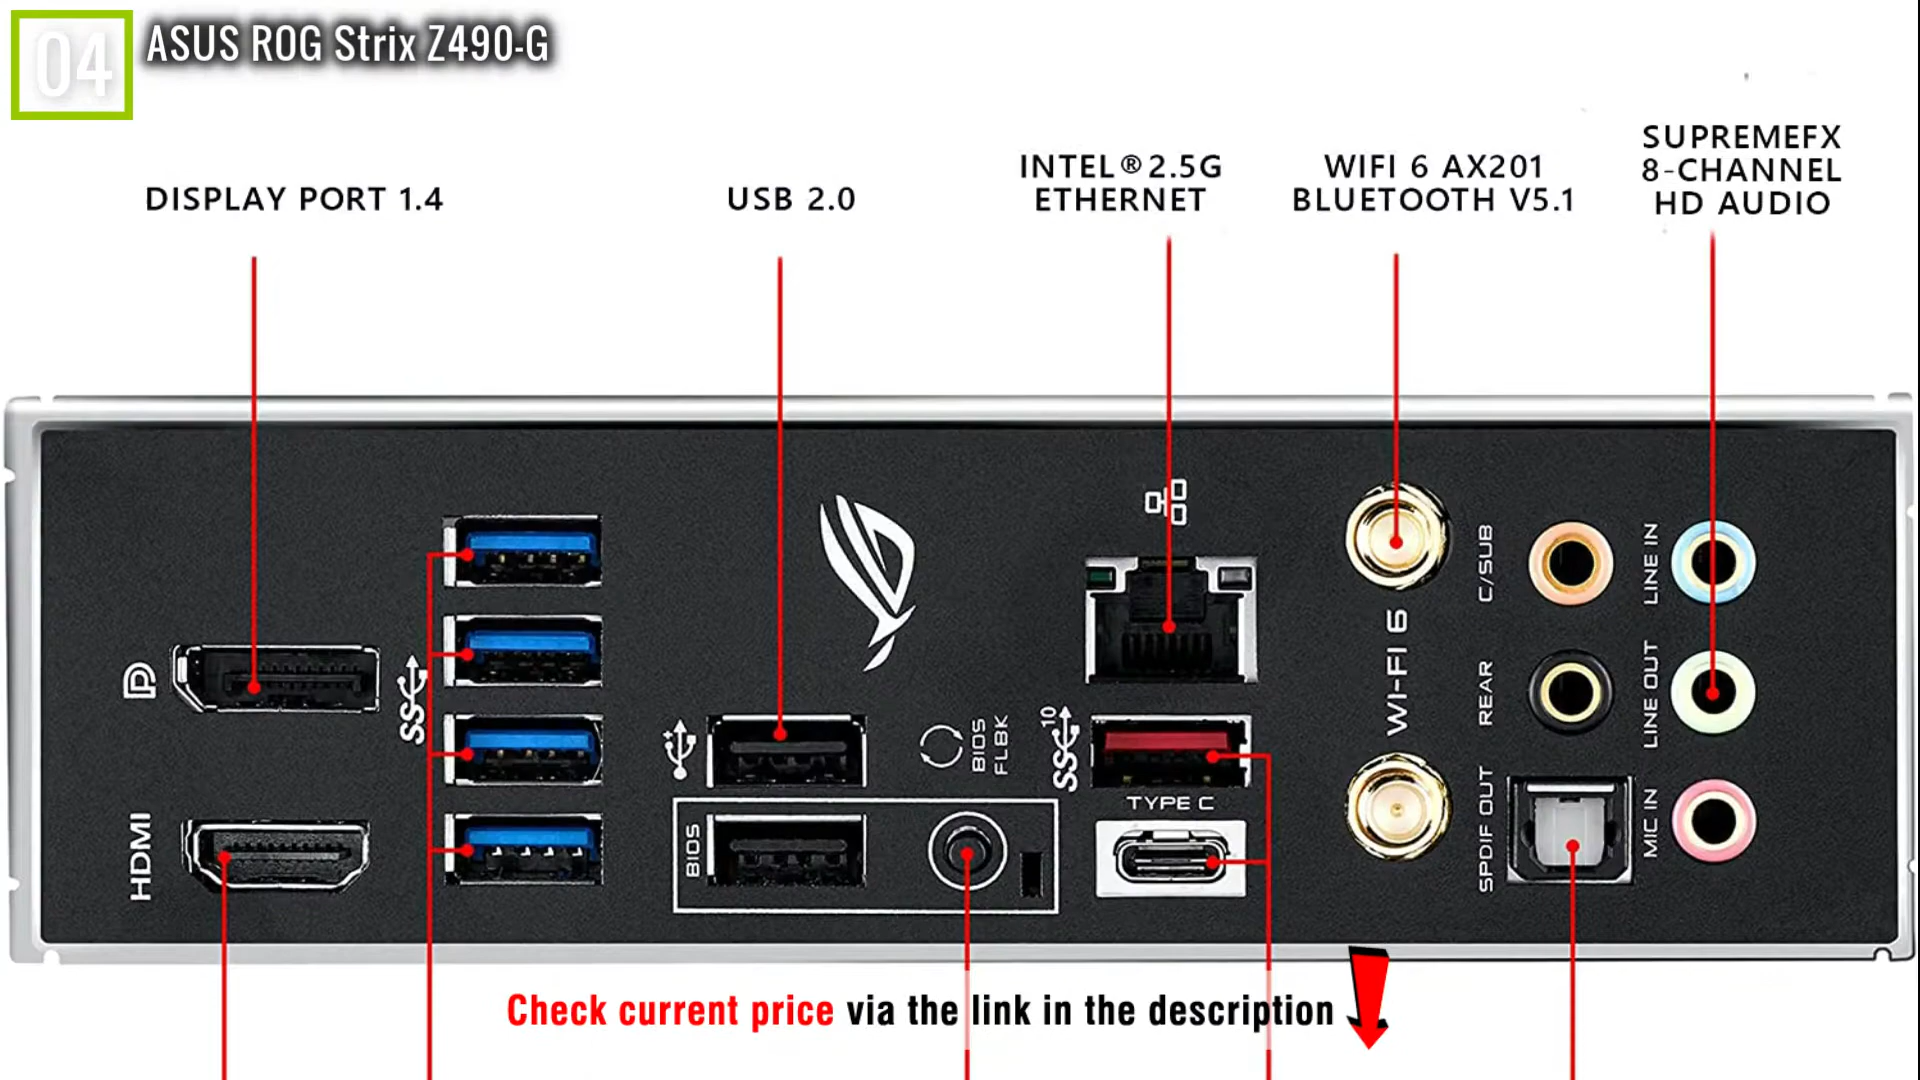 04
ASUS ROG Strix Z490-G
DISPLAY PORT 1.4
USB 2.0
INTEL®2.5G
ETHERNET
WIFI 6 AX201
BLUETOOTH V5.1
SUPREMEFX
8-CHANNEL
HD AUDIO
HDMI
SS
BIOS
FLBK
BIOS
10
SS
TYPE C
WI-FI 6
C/SUB
REAR
SPDIF OUT
LINE IN
LINE OUT
MIC IN
Check current price via the link in the description